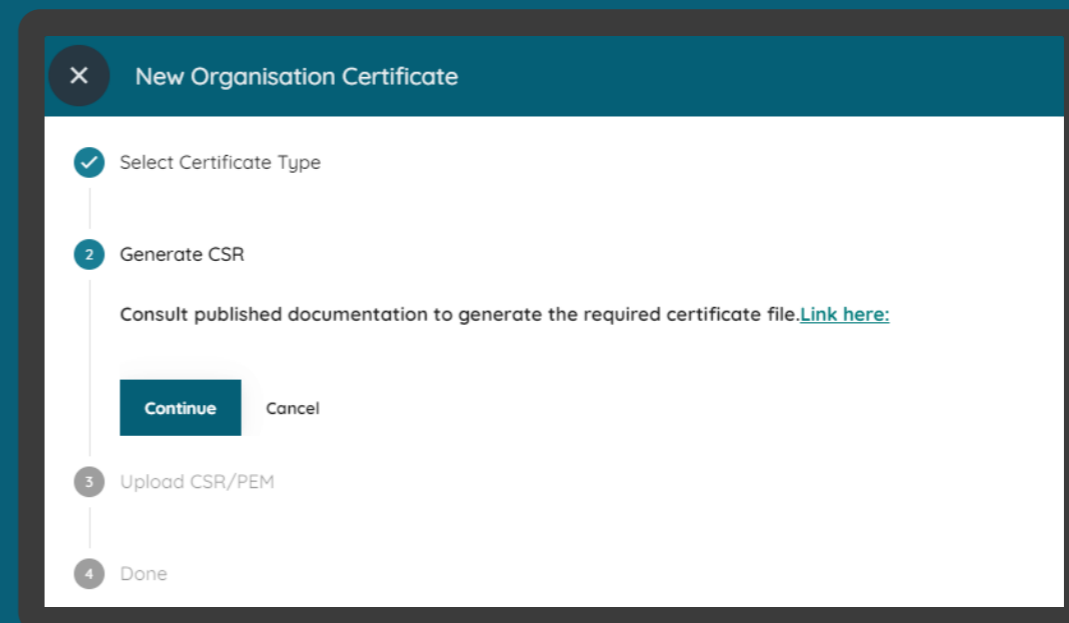 New Organisation Certificate
Select Certificate Type
2 Generate CSR
Consult published documentation to generate the required certificate file.Link here:
Continue Cancel
3 Upload CSR/PEM
4 Done